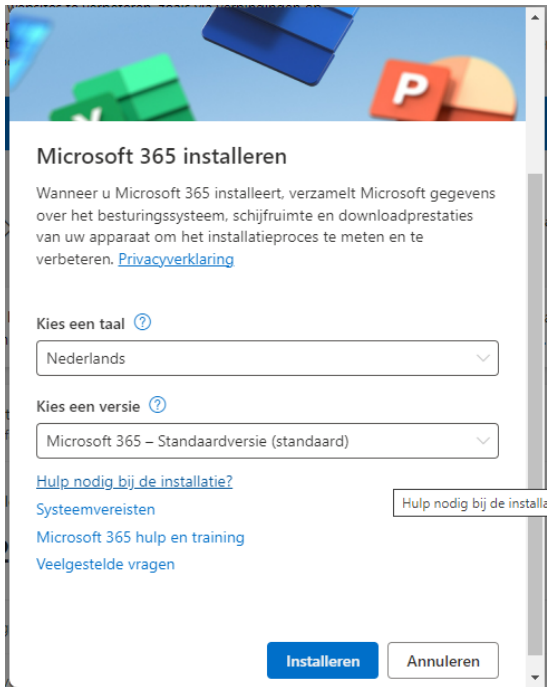 P
Microsoft 365 installeren
Wanneer u Microsoft 365 installeert, verzamelt Microsoft gegevens
over het besturingssysteem, schijfruimte en downloadprestaties
van uw apparaat om het installatieproces te meten en te
verbeteren. Privacyverklaring
Kies een taal ?
Nederlands
Kies een versie ?
Microsoft 365 – Standaardversie (standaard)
Hulp nodig bij de installatie?
Hulp nodig bij de installa
Systeemvereisten
Microsoft 365 hulp en training
Veelgestelde vragen
Installeren
Annuleren